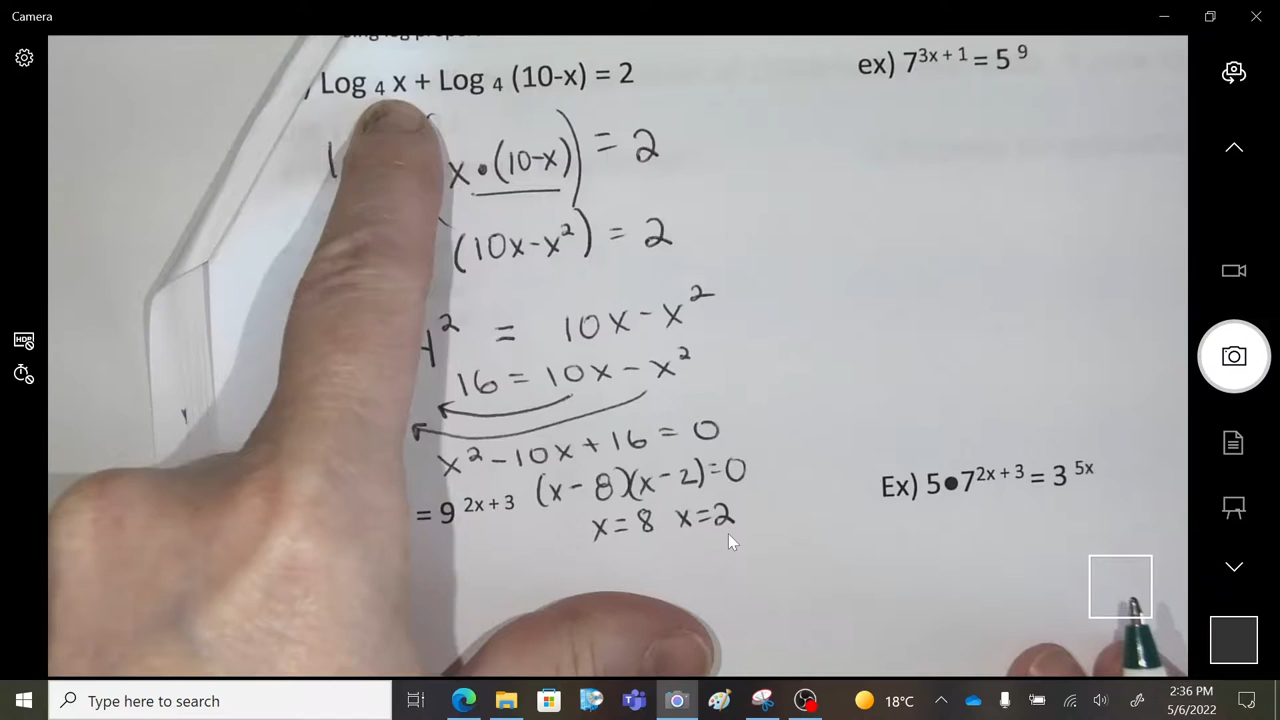 Camera
Log 4 x + Log 4 (10-x) = 2
x • (10-x)) = 2
(10x-x²) = 2
4² = 10x - x²
16 = 10x - x²
x² - 10x + 16 = 0
(x - 8)(x - 2) = 0
x = 8 x = 2
= 9 2x + 3
ex) 7 3x + 1 = 5 9
Ex) 5•7 2x + 3 = 3 5x
HDR
Type here to search
18°C
2:36 PM
5/6/2022